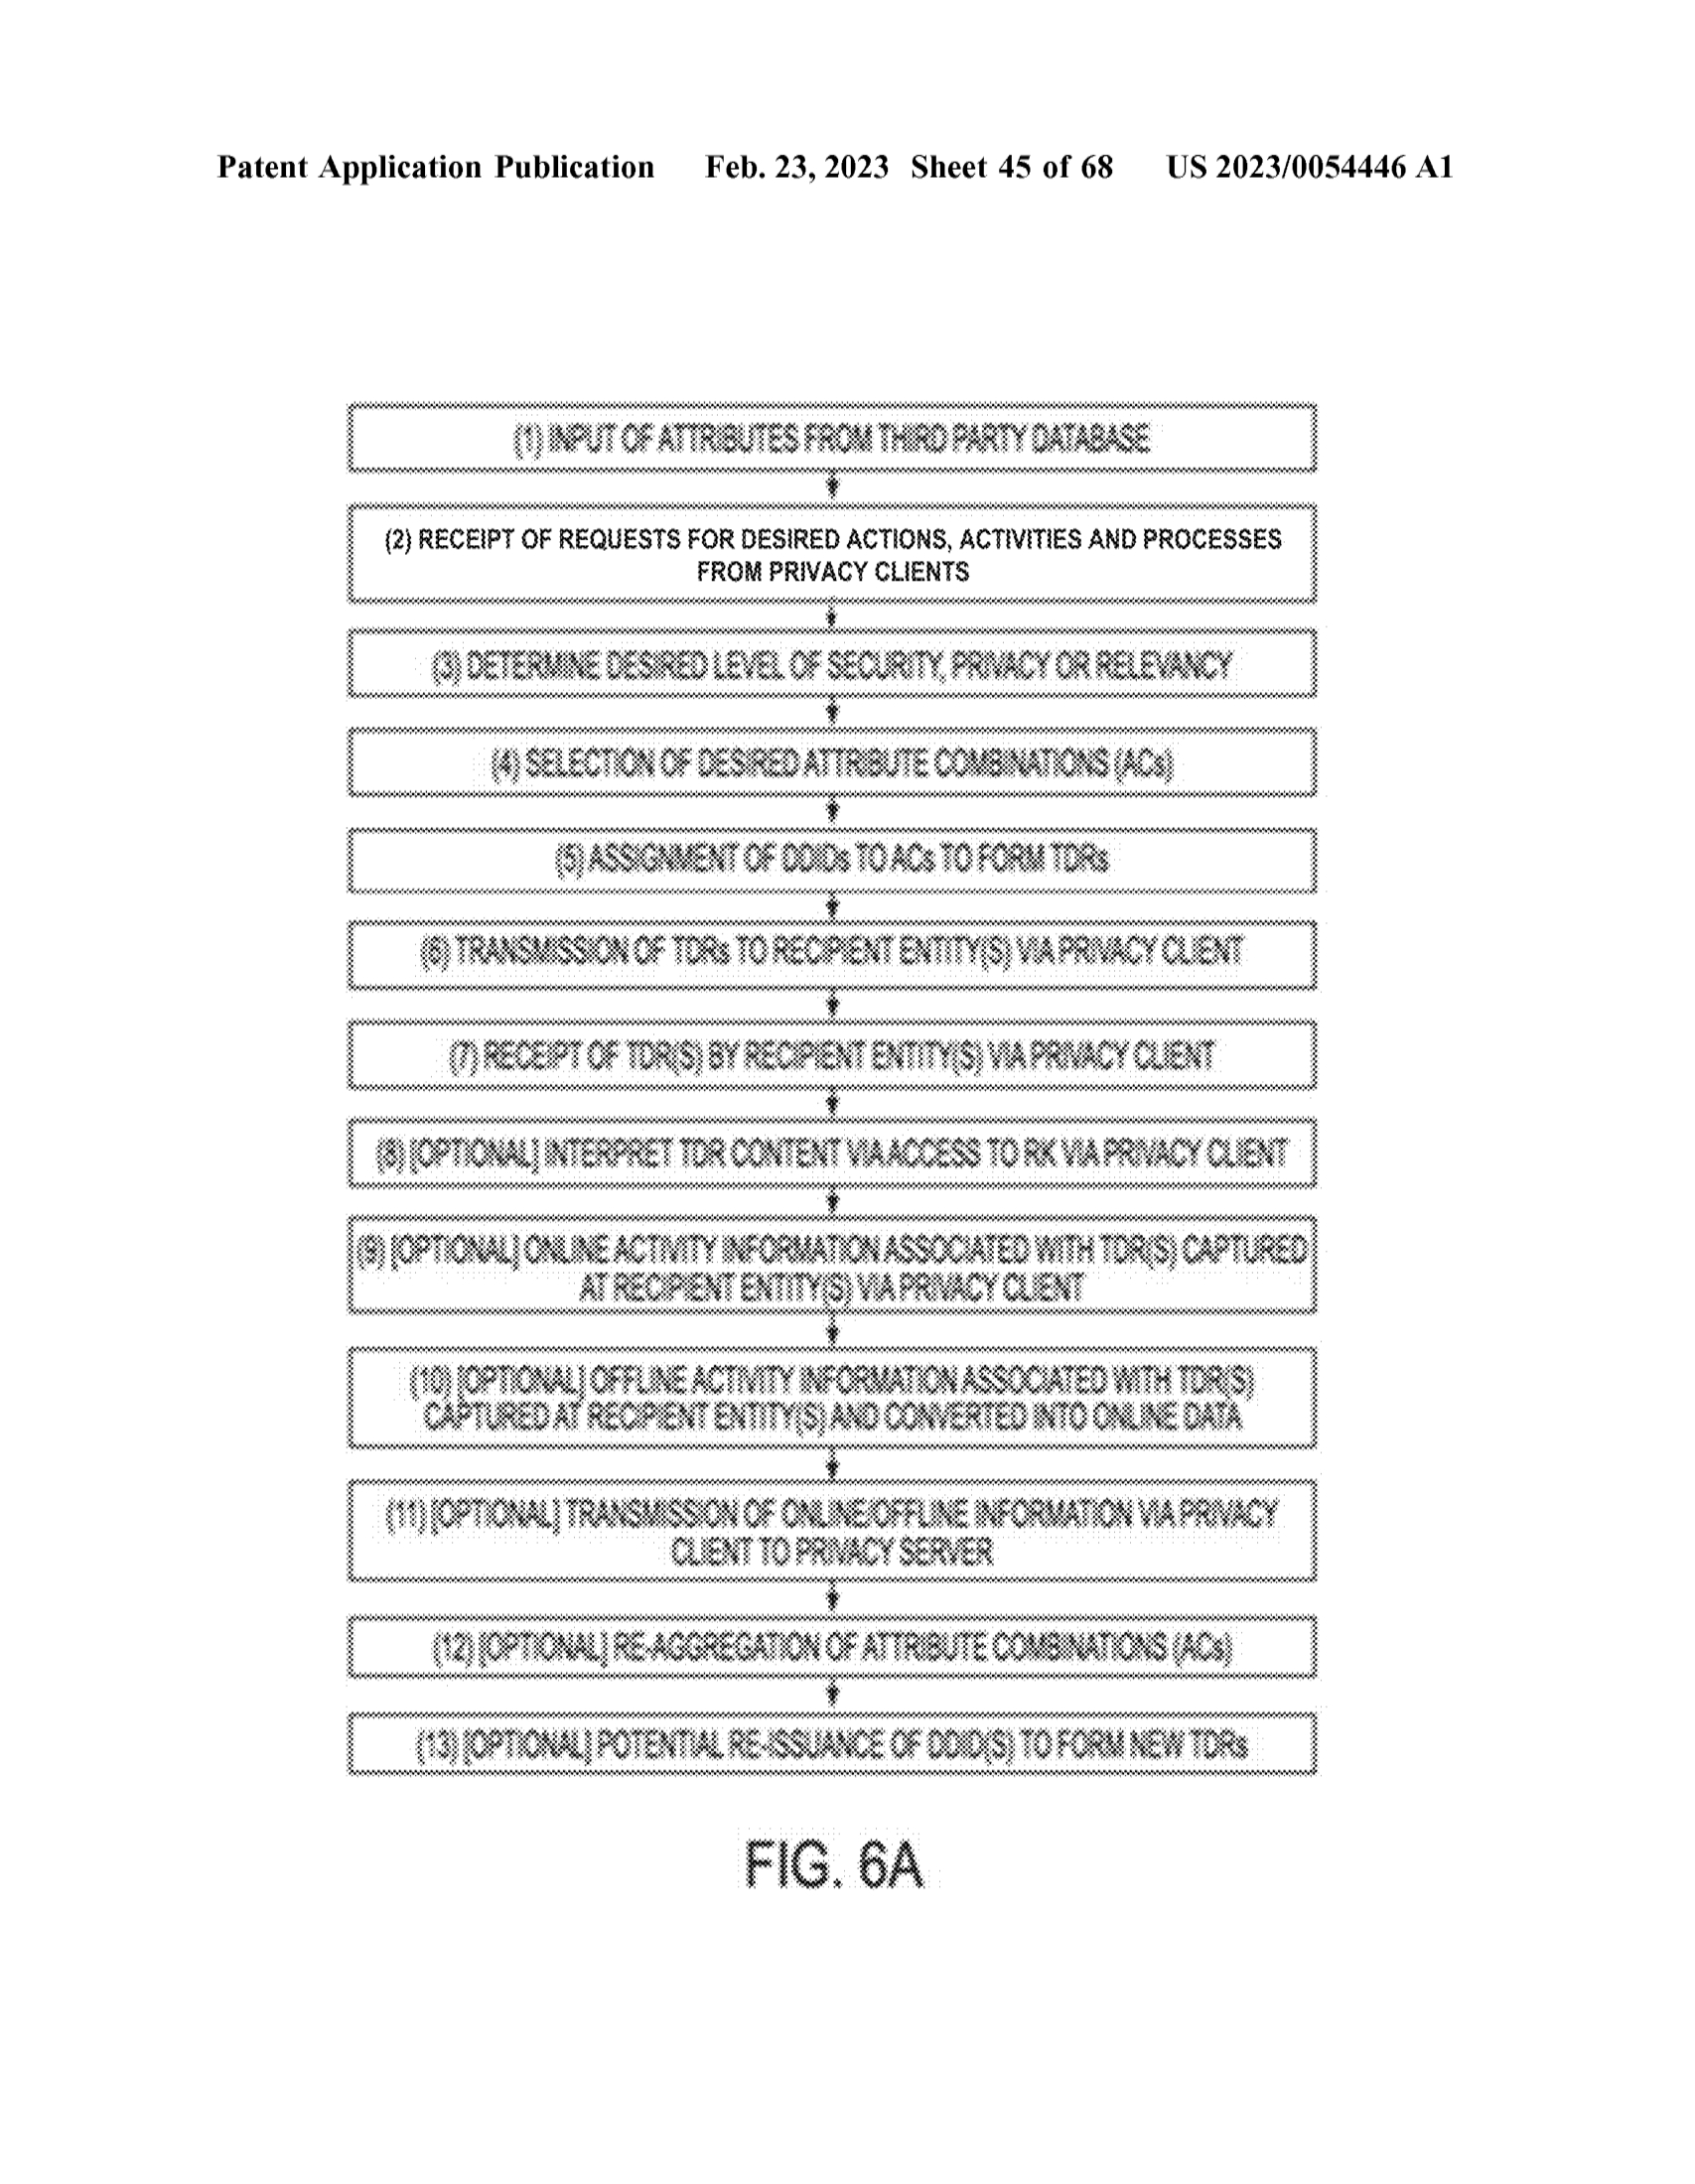 Patent Application Publication Feb. 23, 2023 Sheet 45 of 68 US 2023/0054446 A1
(1) INPUT OF ATTRIBUTES FROM THIRD PARTY DATABASE
(2) RECEIPT OF REQUESTS FOR DESIRED ACTIONS, ACTIVITIES AND PROCESSES
FROM PRIVACY CLIENTS
(3) DETERMINE DESIRED LEVEL OF SECURITY, PRIVACY OR RELEVANCY
(4) SELECTION OF DESIRED ATTRIBUTE COMBINATIONS (ACs)
(5) ASSIGNMENT OF DDIDs TO ACs TO FORM TDRs
(6) TRANSMISSION OF TDRs TO RECIPIENT ENTITY(S) VIA PRIVACY CLIENT
(7) RECEIPT OF TDR(S) BY RECIPIENT ENTITY(S) VIA PRIVACY CLIENT
(8) [OPTIONAL] INTERPRET TDR CONTENT VIA ACCESS TO RK VIA PRIVACY CLIENT
(9) [OPTIONAL] ONLINE ACTIVITY INFORMATION ASSOCIATED WITH TDR(S) CAPTURED
AT RECIPIENT ENTITY(S) VIA PRIVACY CLIENT
(10) [OPTIONAL] OFFLINE ACTIVITY INFORMATION ASSOCIATED WITH TDR(S)
CAPTURED AT RECIPIENT ENTITY(S) AND CONVERTED INTO ONLINE DATA
(11) [OPTIONAL] TRANSMISSION OF ONLINE/OFFLINE INFORMATION VIA PRIVACY
CLIENT TO PRIVACY SERVER
(12) [OPTIONAL] RE-AGGREGATION OF ATTRIBUTE COMBINATIONS (ACs)
(13) [OPTIONAL] POTENTIAL RE-ISSUANCE OF DDID(S) TO FORM NEW TDRs
FIG. 6A